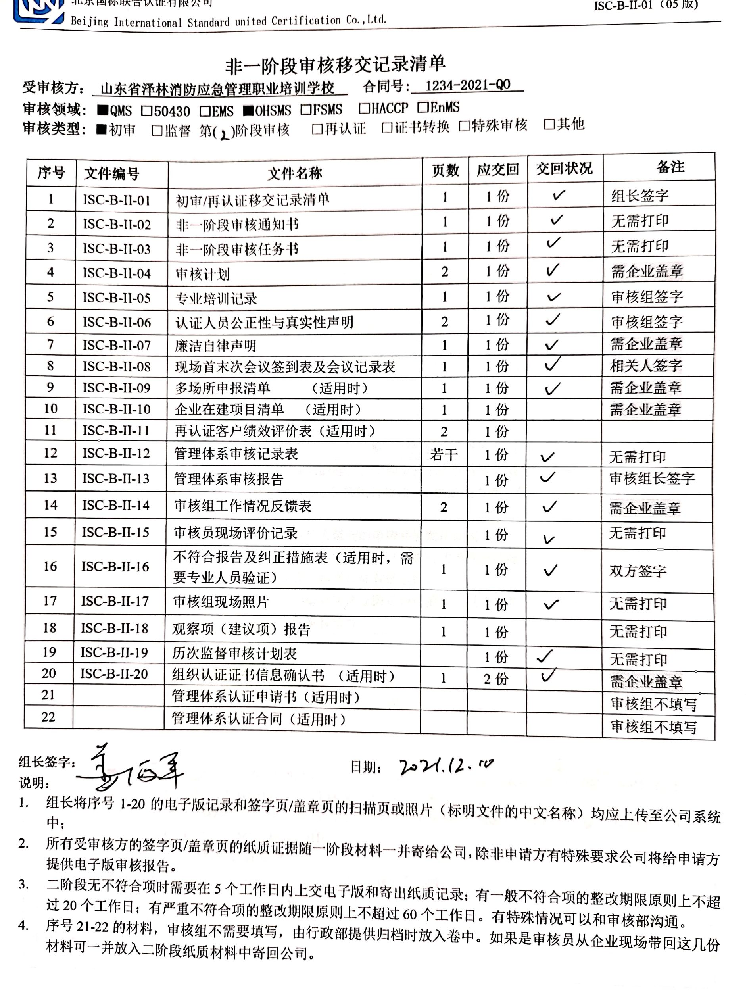 北京国标联合认证有限公司
ISC-B-II-01（05 版）
Beijing International Standard united Certification Co.,Ltd.
非一阶段审核移交记录清单
受审核方： 山东省泽林消防应急管理职业培训学校 合同号： 1234-2021-QO
审核领域：■QMS □50430 □EMS ■OHSMS □FSMS □HACCP □EnMS
审核类型：■初审 □监督 第(2)阶段审核 □再认证 □证书转换 □特殊审核 □其他
序号 文件编号 文件名称 页数 应交回 交回状况 备注
1 ISC-B-II-01 初审/再认证移交记录清单 1 1 份 ✓ 组长签字
2 ISC-B-II-02 非一阶段审核通知书 1 1 份 ✓ 无需打印
3 ISC-B-II-03 非一阶段审核任务书 1 1 份 ✓ 无需打印
4 ISC-B-II-04 审核计划 2 1 份 ✓ 需企业盖章
5 ISC-B-II-05 专业培训记录 1 1 份 ✓ 审核组签字
6 ISC-B-II-06 认证人员公正性与真实性声明 2 1 份 ✓ 审核组签字
7 ISC-B-II-07 廉洁自律声明 1 1 份 ✓ 需企业盖章
8 ISC-B-II-08 现场首末次会议签到表及会议记录表 1 1 份 ✓ 相关人签字
9 ISC-B-II-09 多场所申报清单 （适用时） 1 1 份 ✓ 需企业盖章
10 ISC-B-II-10 企业在建项目清单 （适用时） 1 1 份 需企业盖章
11 ISC-B-II-11 再认证客户绩效评价表（适用时） 2 1 份
12 ISC-B-II-12 管理体系审核记录表 若干 1 份 ✓ 无需打印
13 ISC-B-II-13 管理体系审核报告 1 份 ✓ 审核组长签字
14 ISC-B-II-14 审核组工作情况反馈表 2 1 份 ✓ 需企业盖章
15 ISC-B-II-15 审核员现场评价记录 1 份 ✓ 无需打印
16 ISC-B-II-16 不符合报告及纠正措施表（适用时，需
要专业人员验证） 1 1 份 ✓ 双方签字
17 ISC-B-II-17 审核组现场照片 1 1 份 ✓ 无需打印
18 ISC-B-II-18 观察项（建议项）报告 1 1 份 无需打印
19 ISC-B-II-19 历次监督审核计划表 1 份 ✓ 无需打印
20 ISC-B-II-20 组织认证证书信息确认书 （适用时） 1 2 份 ✓ 需企业盖章
21 管理体系认证申请书（适用时） 审核组不填写
22 管理体系认证合同（适用时） 审核组不填写
组长签字： 日期： 2021.12.10
说明：
1. 组长将序号 1-20 的电子版记录和签字页/盖章页的扫描页或照片（标明文件的中文名称）均应上传至公司系统
中；
2. 所有受审核方的签字页/盖章页的纸质证据随一阶段材料一并寄给公司，除非申请方有特殊要求公司将给申请方
提供电子版审核报告。
3. 二阶段无不符合项时需要在 5 个工作日内上交电子版和寄出纸质记录；有一般不符合项的整改期限原则上不超
过 20 个工作日；有严重不符合项的整改期限原则上不超过 60 个工作日。有特殊情况可以和审核部沟通。
4. 序号 21-22 的材料，审核组不需要填写，由行政部提供归档时放入卷中。如果是审核员从企业现场带回这几份
材料可一并放入二阶段纸质材料中寄回公司。